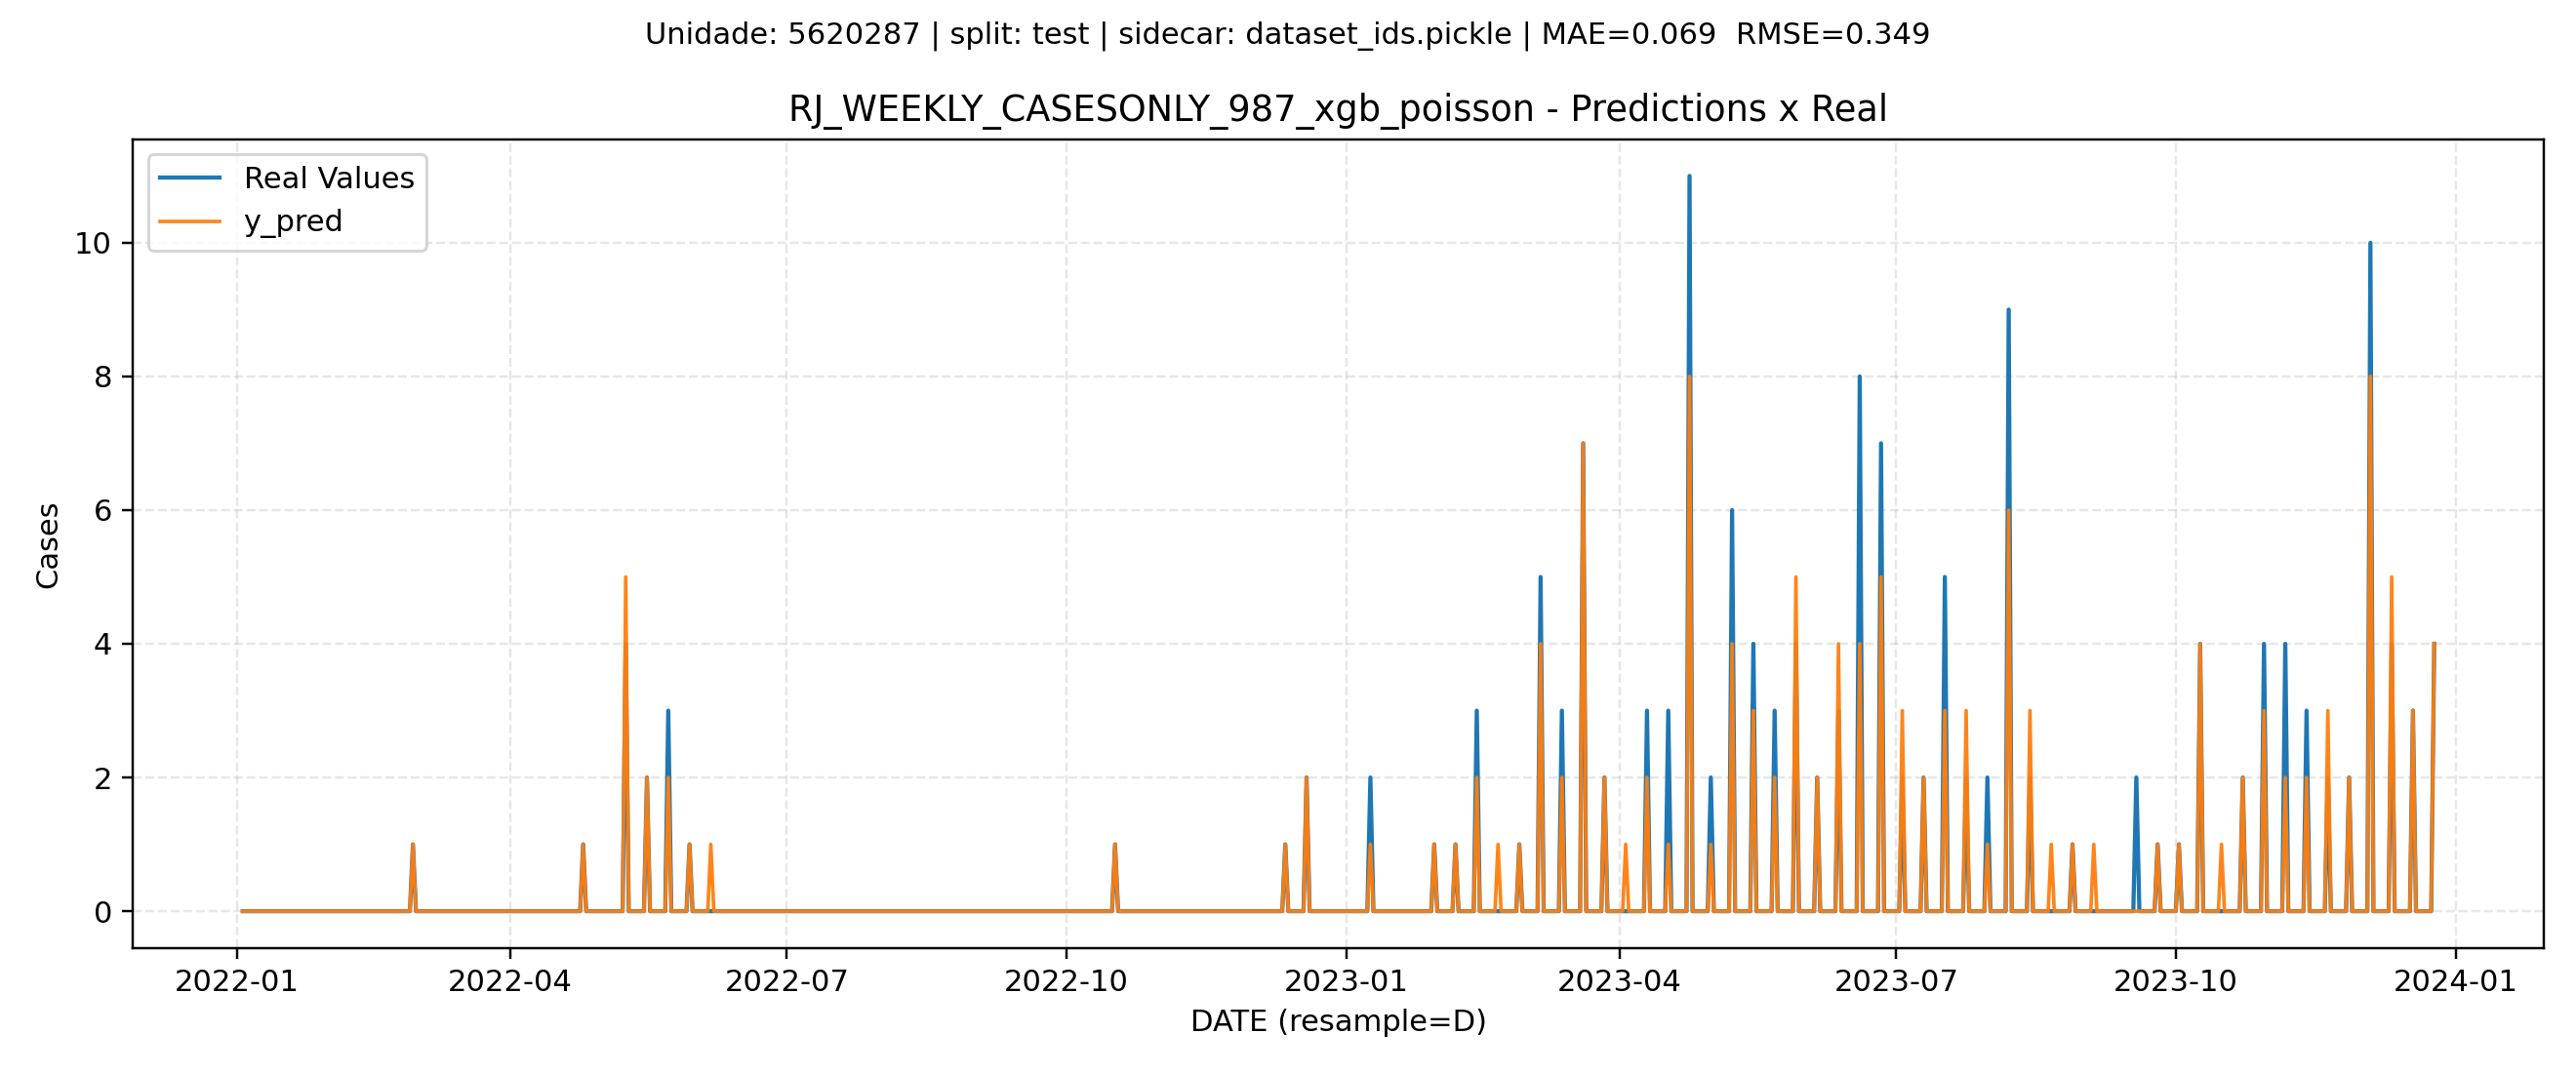 Unidade: 5620287 | split: test | sidecar: dataset_ids.pickle | MAE=0.069  RMSE=0.349
RJ_WEEKLY_CASESONLY_987_xgb_poisson - Predictions x Real
Real Values
y_pred
10
8
6
4
2
0
Cases
2022-01
2022-04
2022-07
2022-10
2023-01
2023-04
2023-07
2023-10
2024-01
DATE (resample=D)